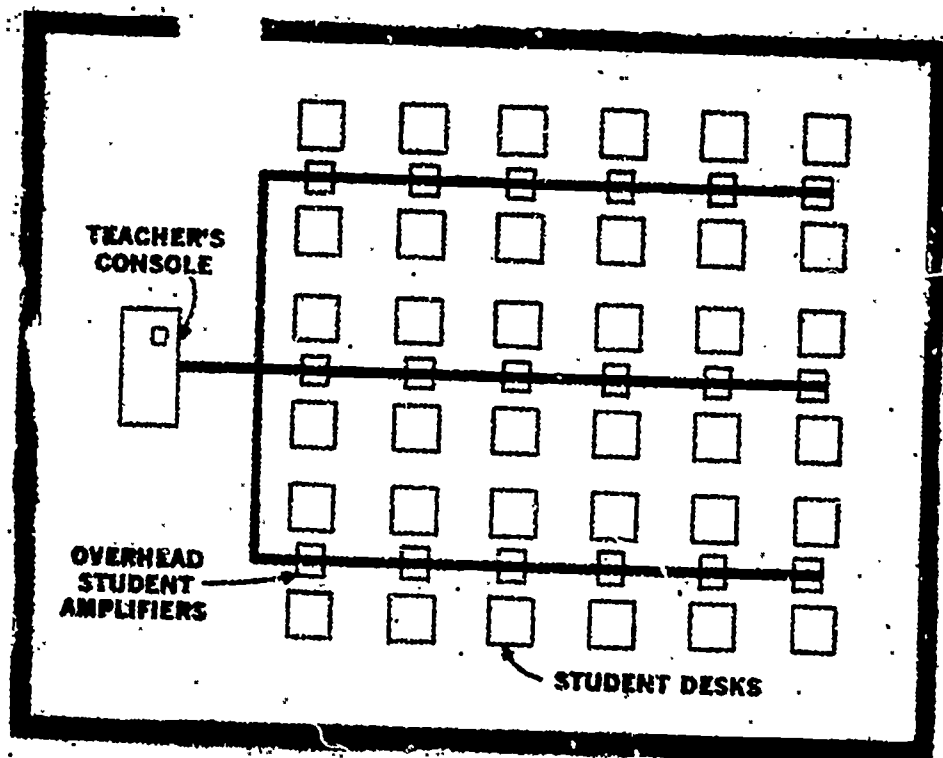 TEACHER'S
CONSOLE
OVERHEAD
STUDENT
AMPLIFIERS
STUDENT DESKS